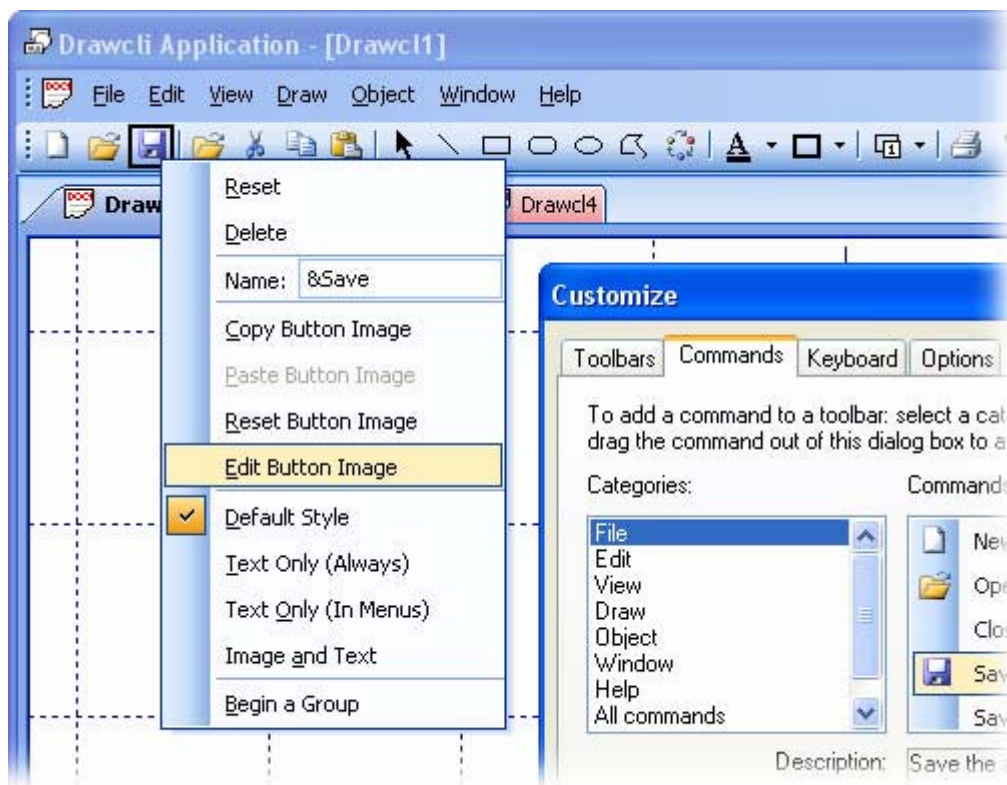 Drawcli Application - [Drawcl1]
File Edit View Draw Object Window Help
A
Drawcl4
Reset
Delete
Name: &Save
Copy Button Image
Paste Button Image
Reset Button Image
Edit Button Image
Default Style
Text Only (Always)
Text Only (In Menus)
Image and Text
Begin a Group
Customize
Toolbars Commands Keyboard Options
To add a command to a toolbar: select a
drag the command out of this dialog box to
Categories:
File
Edit
View
Draw
Object
Window
Help
All commands
Description: Save the